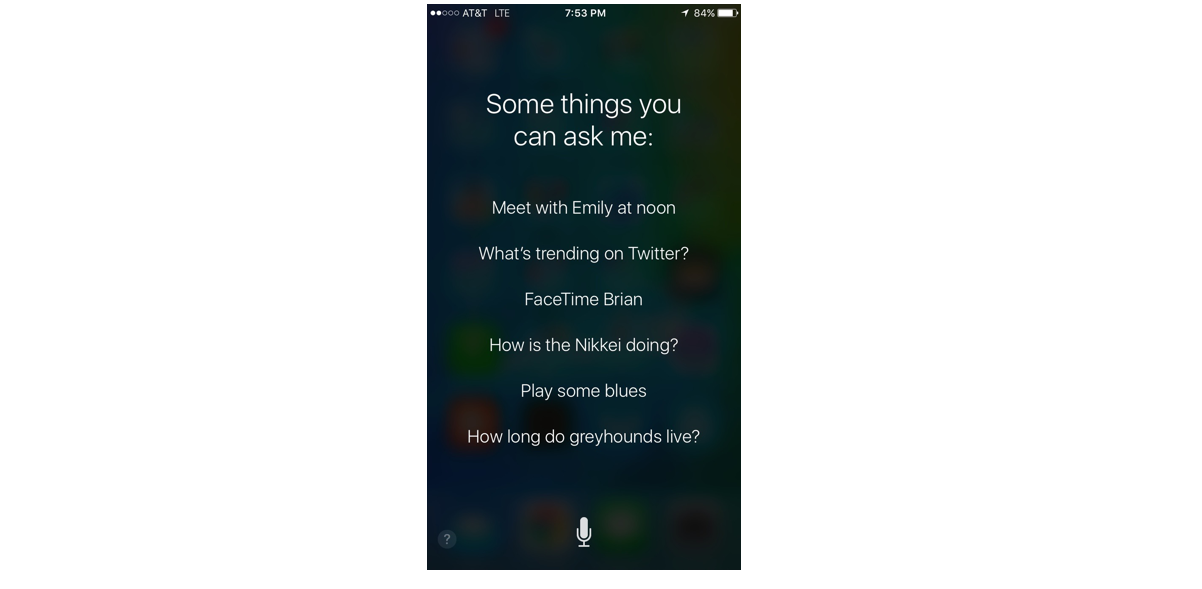 AT&T LTE 7:53 PM 84%
Some things you
can ask me:
Meet with Emily at noon
What's trending on Twitter?
FaceTime Brian
How is the Nikkei doing?
Play some blues
How long do greyhounds live?
?